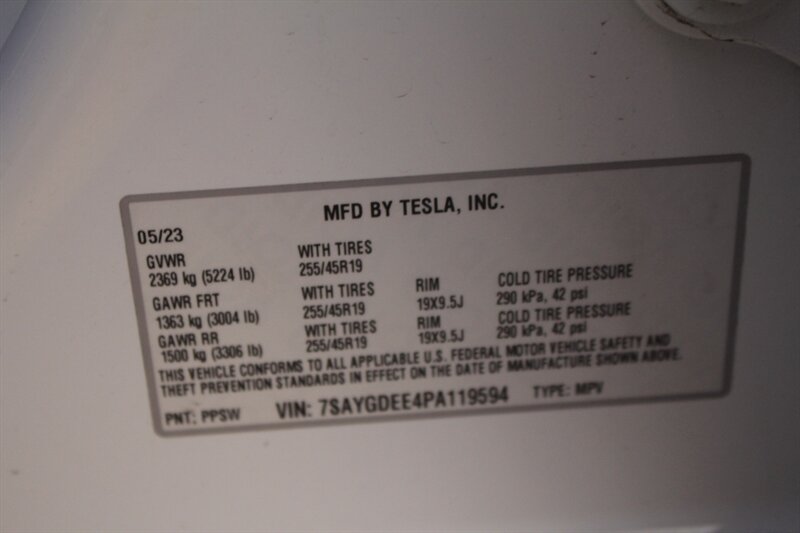 MFD BY TESLA, INC.
05/23
GVWR WITH TIRES
2369 kg (5224 lb) 255/45R19
GAWR FRT WITH TIRES RIM COLD TIRE PRESSURE
1363 kg (3004 lb) 255/45R19 19X9.5J 290 kPa, 42 psi
GAWR RR WITH TIRES RIM COLD TIRE PRESSURE
1500 kg (3306 lb) 255/45R19 19X9.5J 290 kPa, 42 psi
THIS VEHICLE CONFORMS TO ALL APPLICABLE U.S. FEDERAL MOTOR VEHICLE SAFETY AND
THEFT PREVENTION STANDARDS IN EFFECT ON THE DATE OF MANUFACTURE SHOWN ABOVE.
PNT: PPSW VIN: 7SAYGDEE4PA119594 TYPE: MPV